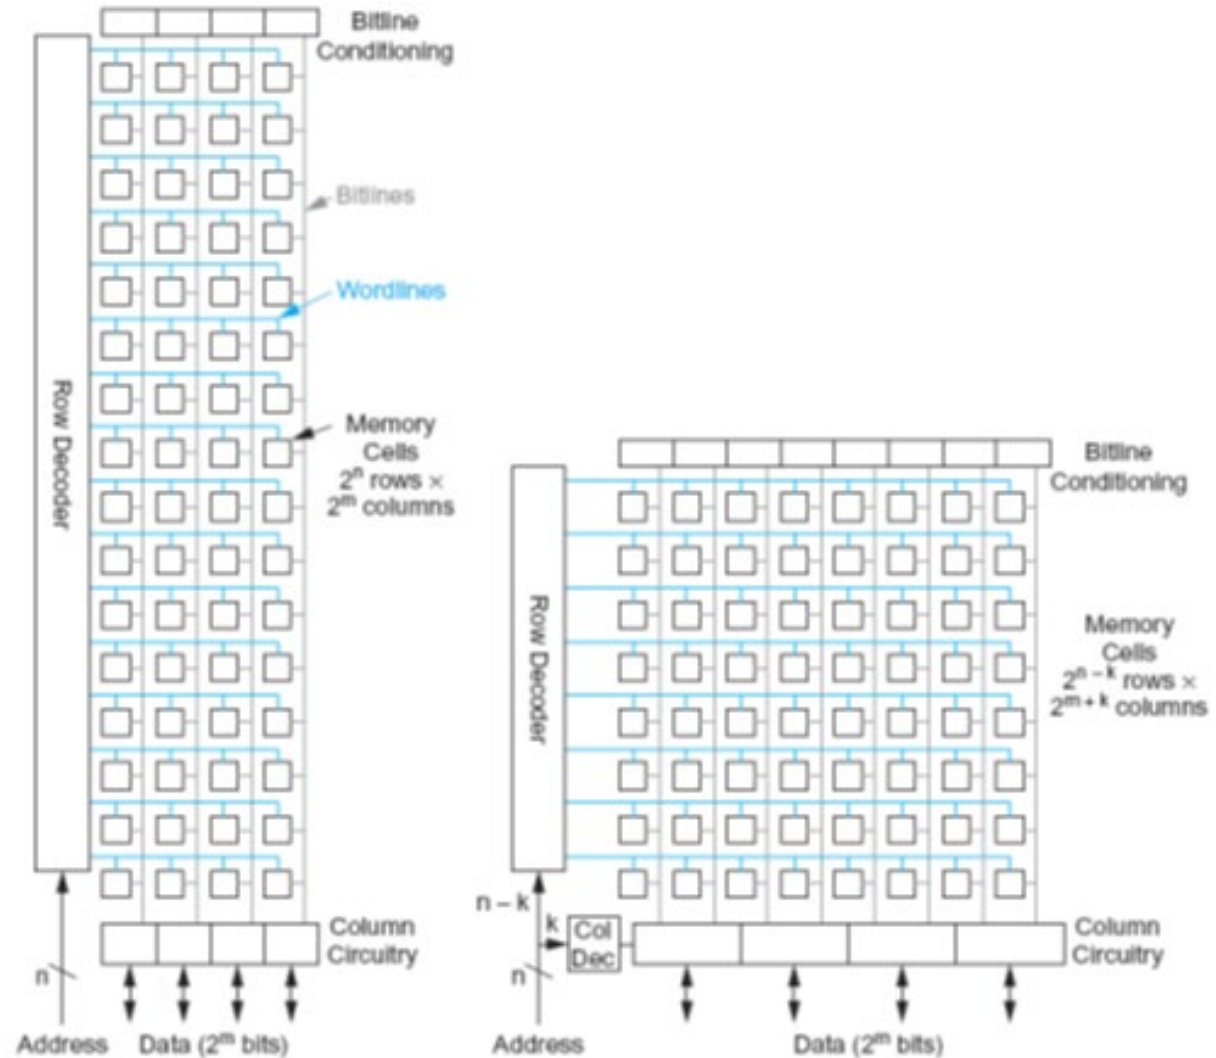 Bitline
Conditioning
Bitlines
Wordlines
Row Decoder
Memory
Cells
2ⁿ rows ×
2ᵐ columns
Column
Circuitry
n
Address
Data (2ᵐ bits)
Bitline
Conditioning
Row Decoder
Memory
Cells
2ⁿ⁻ᵏ rows ×
2ᵐ⁺ᵏ columns
n – k
k
Col
Dec
Column
Circuitry
n
Address
Data (2ᵐ bits)